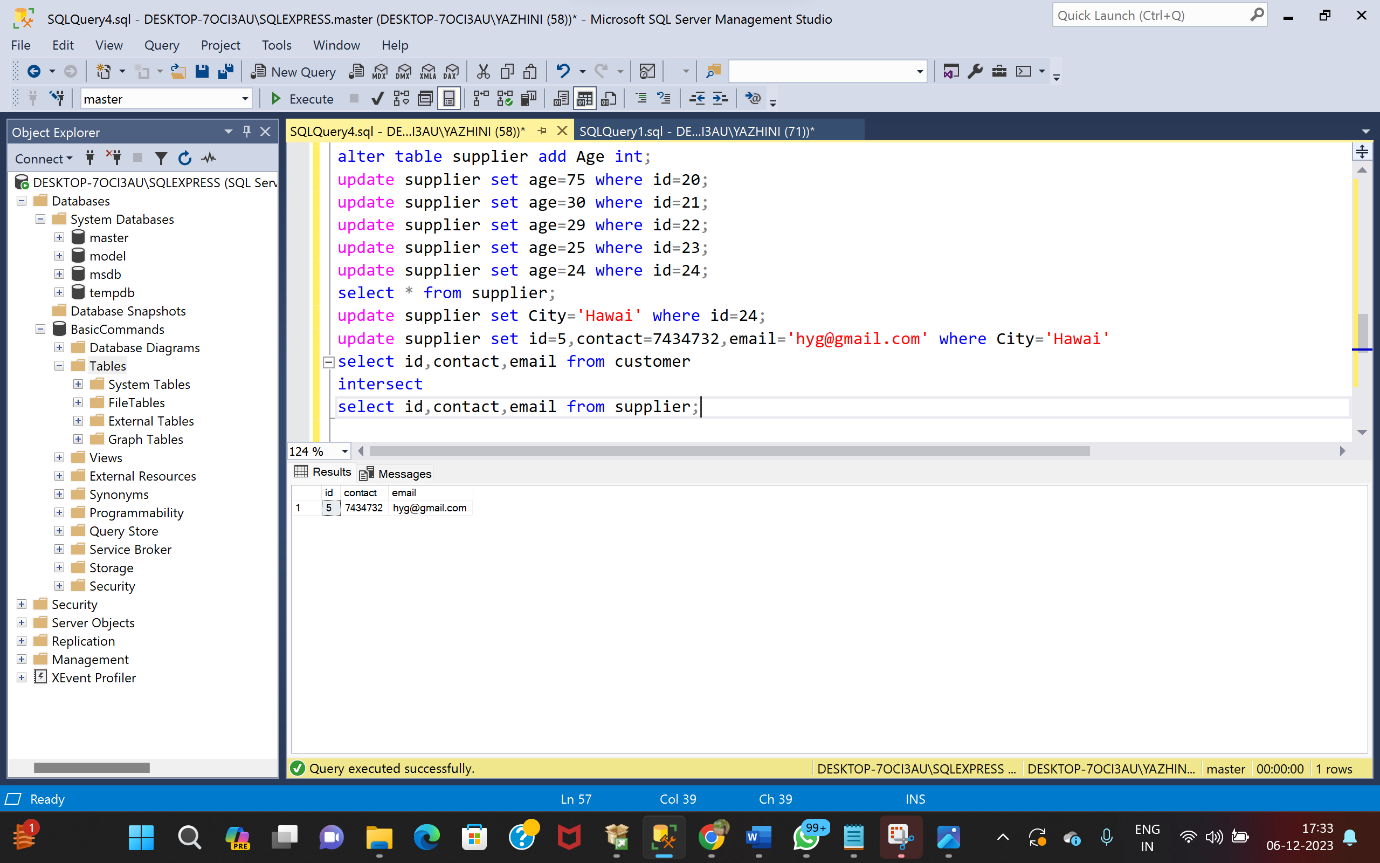 SQLQuery4.sql - DESKTOP-7OCI3AU\SQLEXPRESS.master (DESKTOP-7OCI3AU\YAZHINI (58))* - Microsoft SQL Server Management Studio
Quick Launch (Ctrl+Q)
File Edit View Query Project Tools Window Help
New Query MDX DMX XMLA DAX
master Execute
Object Explorer
SQLQuery4.sql - DE...I3AU\YAZHINI (58))*
SQLQuery1.sql - DE...I3AU\YAZHINI (71))*
Connect
DESKTOP-7OCI3AU\SQLEXPRESS (SQL Ser
Databases
System Databases
master
model
msdb
tempdb
Database Snapshots
BasicCommands
Database Diagrams
Tables
System Tables
FileTables
External Tables
Graph Tables
Views
External Resources
Synonyms
Programmability
Query Store
Service Broker
Storage
Security
Security
Server Objects
Replication
Management
XEvent Profiler
alter table supplier add Age int;
update supplier set age=75 where id=20;
update supplier set age=30 where id=21;
update supplier set age=29 where id=22;
update supplier set age=25 where id=23;
update supplier set age=24 where id=24;
select * from supplier;
update supplier set City='Hawai' where id=24;
update supplier set id=5,contact=7434732,email='hyg@gmail.com' where City='Hawai'
select id,contact,email from customer
intersect
select id,contact,email from supplier;
124 %
Results Messages
id contact email
1 5 7434732 hyg@gmail.com
Query executed successfully.
DESKTOP-7OCI3AU\SQLEXPRESS ... DESKTOP-7OCI3AU\YAZHIN... master 00:00:00 1 rows
Ready Ln 57 Col 39 Ch 39 INS
1
PRE
99+
ENG
IN
17:33
06-12-2023